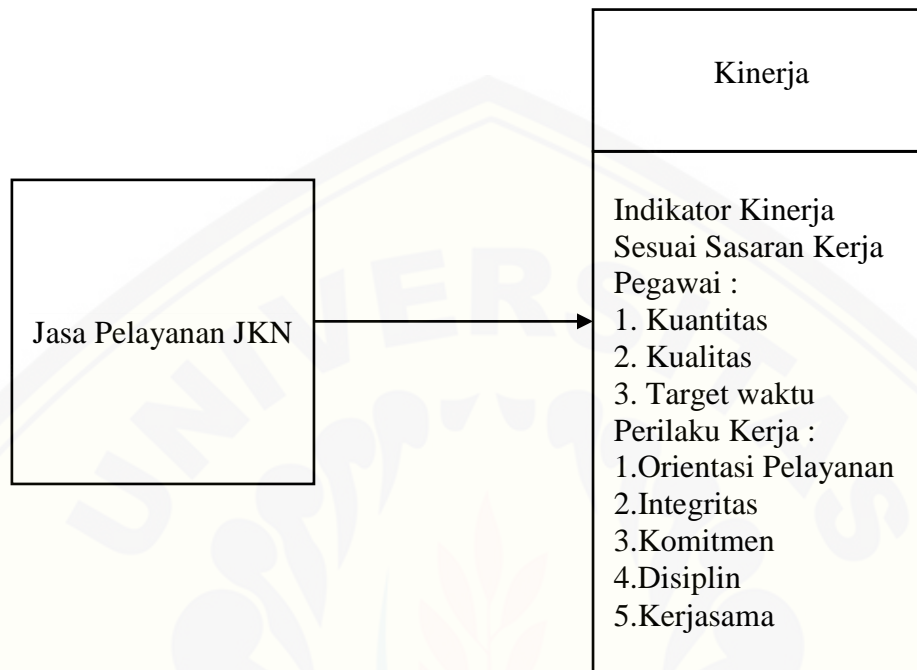 Kinerja
Jasa Pelayanan JKN
Indikator Kinerja
Sesuai Sasaran Kerja
Pegawai :
1. Kuantitas
2. Kualitas
3. Target waktu
Perilaku Kerja :
1.Orientasi Pelayanan
2.Integritas
3.Komitmen
4.Disiplin
5.Kerjasama
UNIVERSITAS